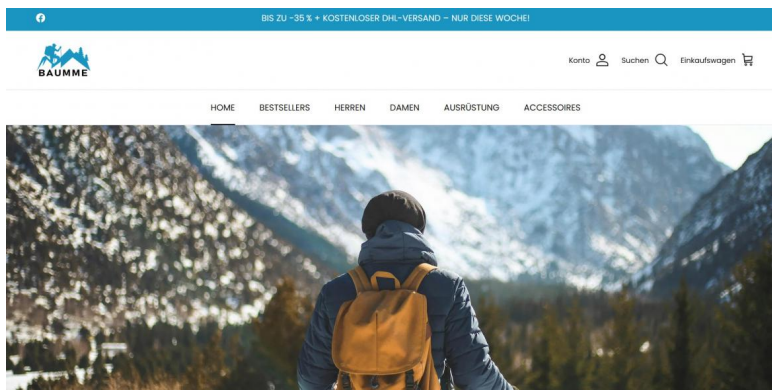 BIS ZU -35 % + KOSTENLOSER DHL-VERSAND – NUR DIESE WOCHE!
BAUMME
Konto Suchen Einkaufswagen
HOME BESTSELLERS HERREN DAMEN AUSRÜSTUNG ACCESSOIRES